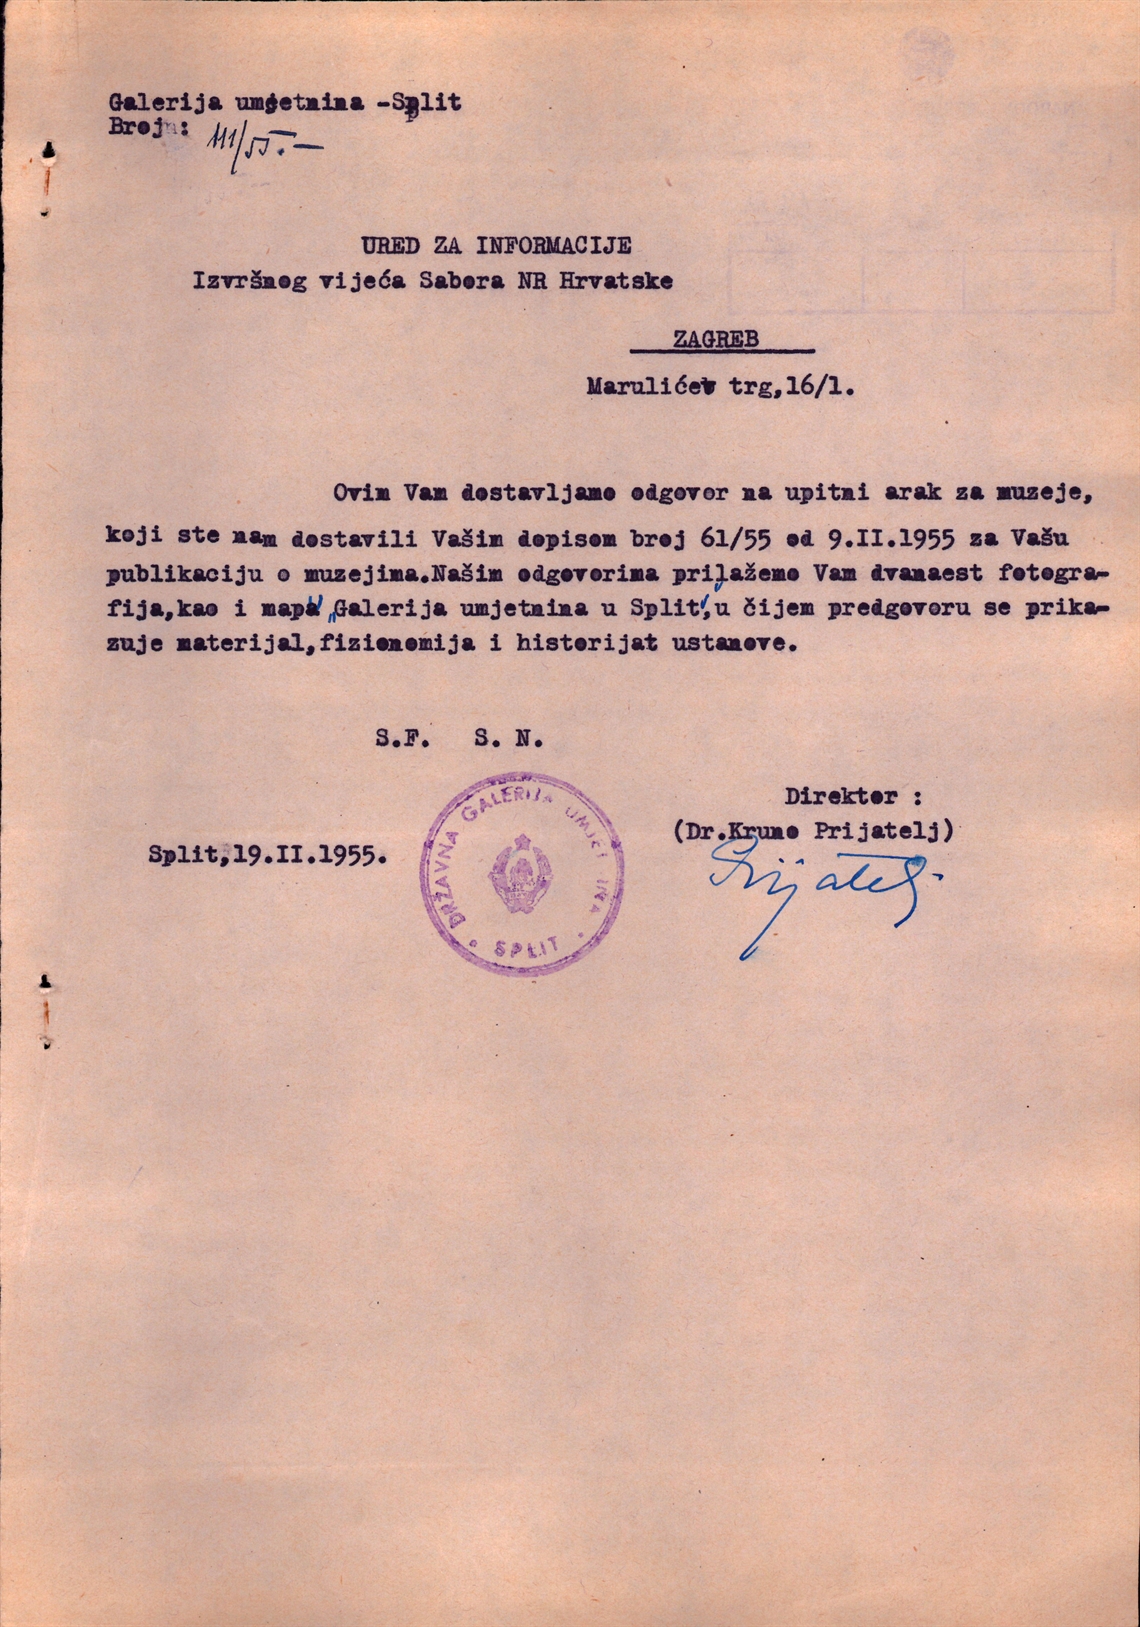 Galerija umjetnina -Split
Broj:
111/55.-
URED ZA INFORMACIJE
Izvršnog vijeća Sabora NR Hrvatske
ZAGREB
Marulićev trg,16/1.
Ovim Vam dostavljamo odgovor na upitni arak za muzeje,
koji ste nam dostavili Vašim dopisom broj 61/55 od 9.II.1955 za Vašu
publikaciju o muzejima.Našim odgovorima prilažemo Vam dvanaest fotogra-
fija,kao i mapu „Galerija umjetnina u Split",u čijem predgovoru se prika-
zuje materijal,fizionomija i historijat ustanove.
S.F. S. N.
Direktor :
(Dr.Kruno Prijatelj)
Prijatelj
Split,19.II.1955.
DRŽAVNA GALERIJA
SPLIT